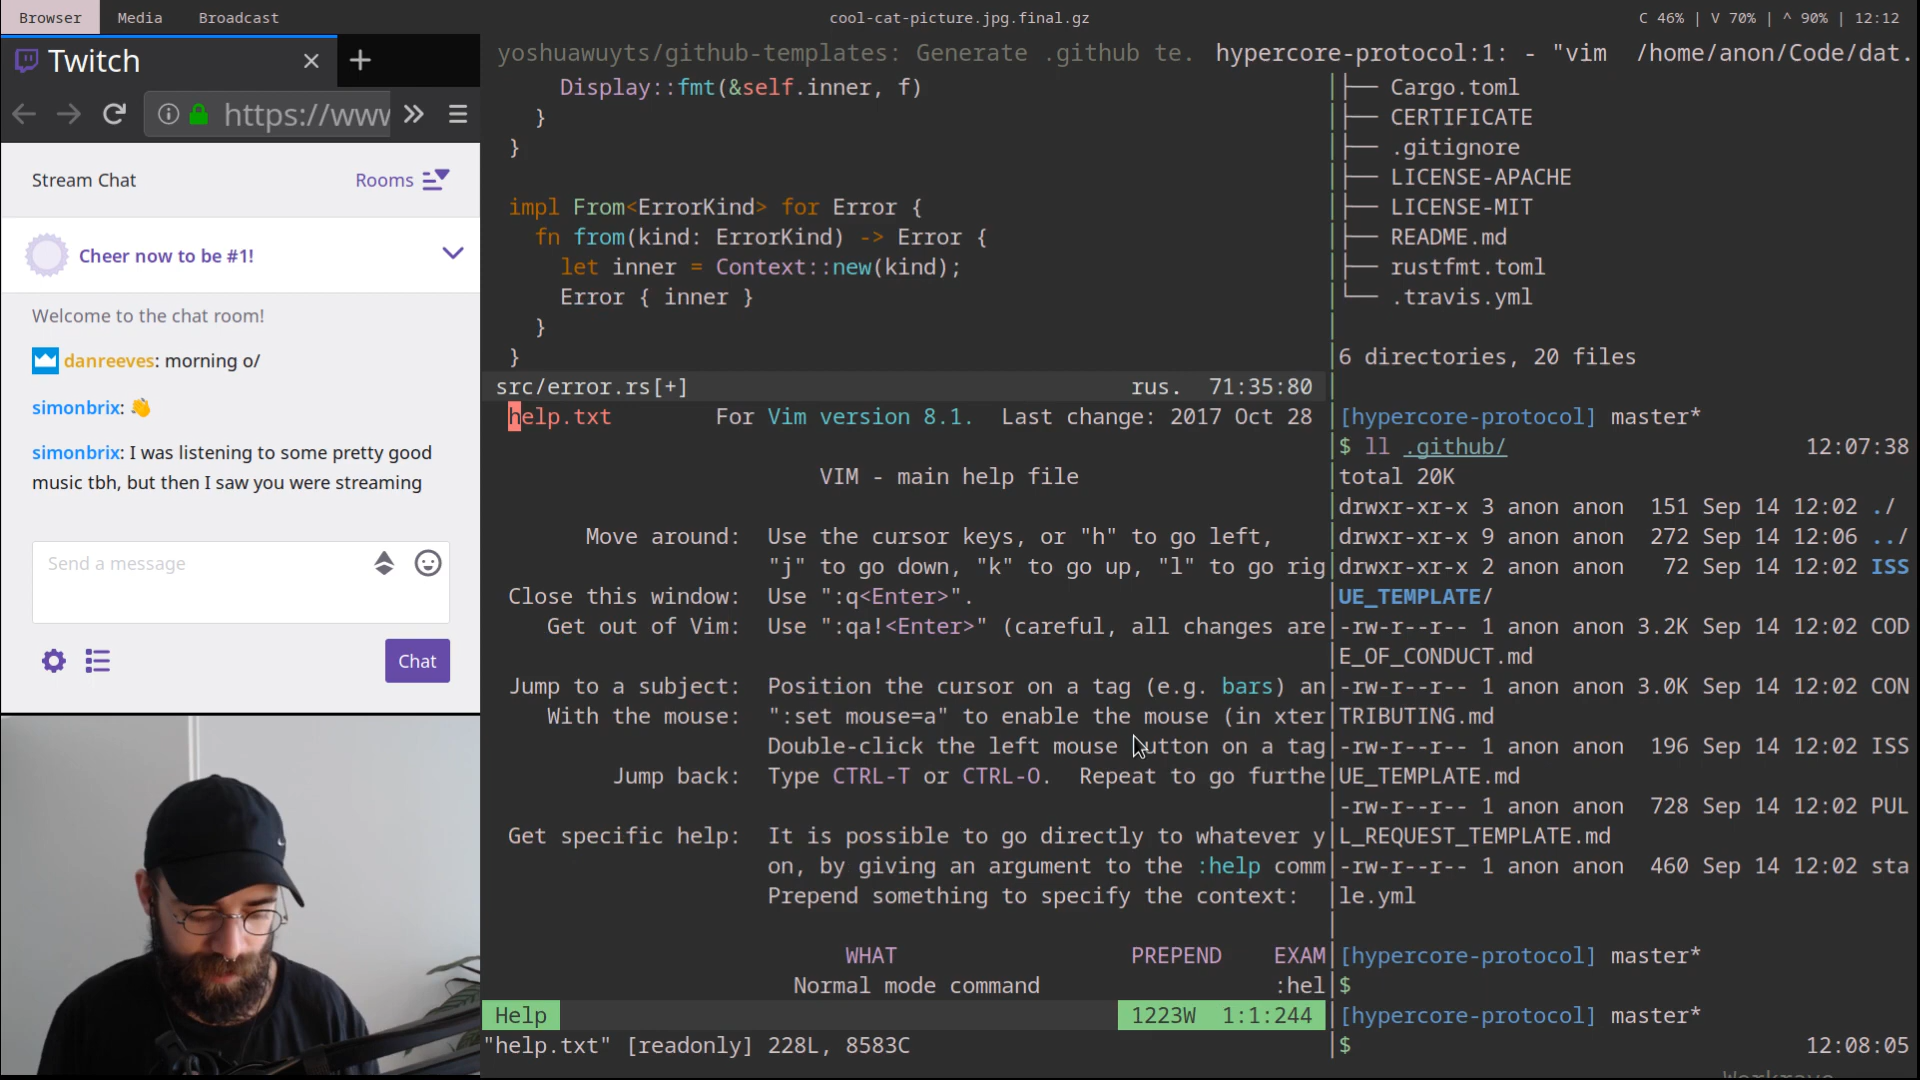 Browser Media Broadcast cool-cat-picture.jpg.final.gz C 46% | V 70% | ^ 90% | 12:12
Twitch
https://www
Stream Chat
Rooms
Cheer now to be #1!
Welcome to the chat room!
danreeves: morning o/
simonbrix: 👋
simonbrix: I was listening to some pretty good
music tbh, but then I saw you were streaming
Send a message
Chat
yoshuawuyts/github-templates: Generate .github te. hypercore-protocol:1: - "vim /home/anon/Code/dat.
Display::fmt(&self.inner, f)
}
}
impl From<ErrorKind> for Error {
fn from(kind: ErrorKind) -> Error {
let inner = Context::new(kind);
Error { inner }
}
}
src/error.rs[+] rus. 71:35:80
help.txt For Vim version 8.1. Last change: 2017 Oct 28
VIM - main help file
Move around: Use the cursor keys, or "h" to go left,
"j" to go down, "k" to go up, "l" to go rig
Close this window: Use ":q<Enter>".
Get out of Vim: Use ":qa!<Enter>" (careful, all changes are
Jump to a subject: Position the cursor on a tag (e.g. bars) an
With the mouse: ":set mouse=a" to enable the mouse (in xter
Double-click the left mouse button on a tag
Jump back: Type CTRL-T or CTRL-O. Repeat to go furthe
Get specific help: It is possible to go directly to whatever y
on, by giving an argument to the :help comm
Prepend something to specify the context:
WHAT PREPEND EXAM
Normal mode command :hel
Help 1223W 1:1:244
"help.txt" [readonly] 228L, 8583C
├── Cargo.toml
├── CERTIFICATE
├── .gitignore
├── LICENSE-APACHE
├── LICENSE-MIT
├── README.md
├── rustfmt.toml
└── .travis.yml
6 directories, 20 files
[hypercore-protocol] master*
$ ll .github/ 12:07:38
total 20K
drwxr-xr-x 3 anon anon 151 Sep 14 12:02 ./
drwxr-xr-x 9 anon anon 272 Sep 14 12:06 ../
drwxr-xr-x 2 anon anon 72 Sep 14 12:02 ISS
UE_TEMPLATE/
-rw-r--r-- 1 anon anon 3.2K Sep 14 12:02 COD
E_OF_CONDUCT.md
-rw-r--r-- 1 anon anon 3.0K Sep 14 12:02 CON
TRIBUTING.md
-rw-r--r-- 1 anon anon 196 Sep 14 12:02 ISS
UE_TEMPLATE.md
-rw-r--r-- 1 anon anon 728 Sep 14 12:02 PUL
L_REQUEST_TEMPLATE.md
-rw-r--r-- 1 anon anon 460 Sep 14 12:02 sta
le.yml
[hypercore-protocol] master*
$
[hypercore-protocol] master*
$ 12:08:05